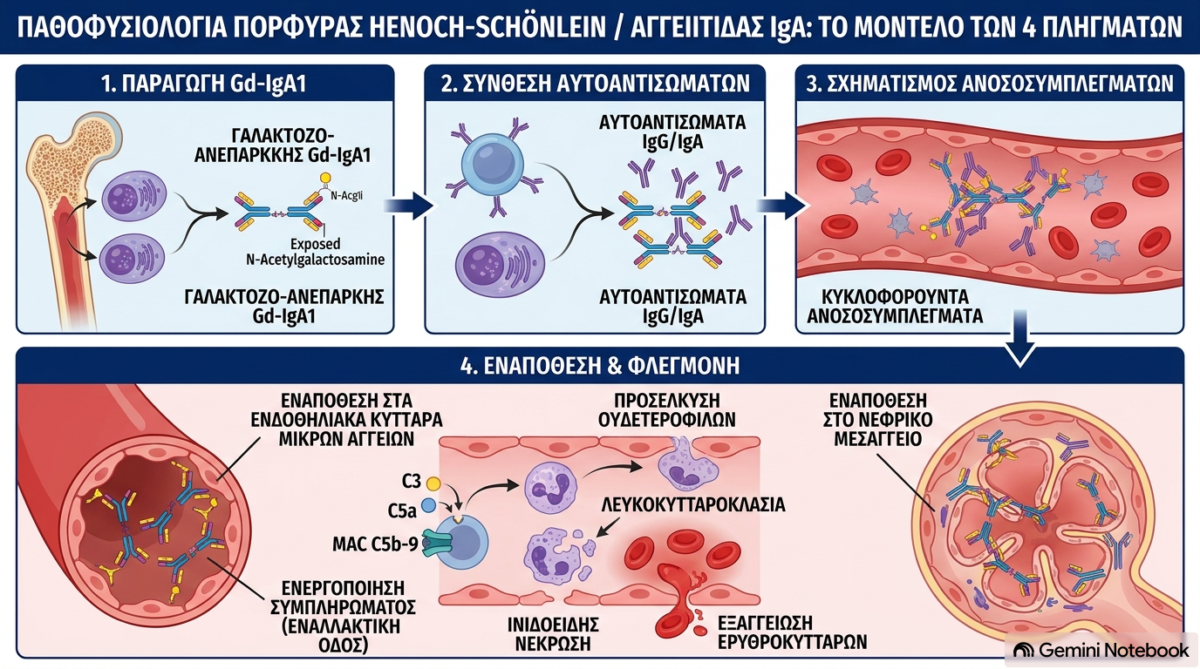 ΠΑΘΟΦΥΣΙΟΛΟΓΙΑ ΠΟΡΦΥΡΑΣ HENOCH-SCHÖNLEIN / ΑΓΓΕΙΙΤΙΔΑΣ IgA: ΤΟ ΜΟΝΤΕΛΟ ΤΩΝ 4 ΠΛΗΓΜΑΤΩΝ
1. ΠΑΡΑΓΩΓΗ Gd-IgA1
ΓΑΛΑΚΤΟΖΟ-
ΑΝΕΠΑΡΚΚΗΣ Gd-IgA1
N-Acgli
Exposed
N-Acetylgalactosamine
ΓΑΛΑΚΤΟΖΟ-ΑΝΕΠΑΡΚΗΣ
Gd-IgA1
2. ΣΥΝΘΕΣΗ ΑΥΤΟΑΝΤΙΣΩΜΑΤΩΝ
ΑΥΤΟΑΝΤΙΣΩΜΑΤΑ
IgG/IgA
ΑΥΤΟΑΝΤΙΣΩΜΑΤΑ
IgG/IgA
3. ΣΧΗΜΑΤΙΣΜΟΣ ΑΝΟΣΟΣΥΜΠΛΕΓΜΑΤΩΝ
ΚΥΚΛΟΦΟΡΟΥΝΤΑ
ΑΝΟΣΟΣΥΜΠΛΕΓΜΑΤΑ
4. ΕΝΑΠΟΘΕΣΗ & ΦΛΕΓΜΟΝΗ
ΕΝΑΠΟΘΕΣΗ ΣΤΑ
ΕΝΔΟΘΗΛΙΑΚΑ ΚΥΤΤΑΡΑ
ΜΙΚΡΩΝ ΑΓΓΕΙΩΝ
ΕΝΕΡΓΟΠΟΙΗΣΗ
ΣΥΜΠΛΗΡΩΜΑΤΟΣ
(ΕΝΑΛΛΑΚΤΙΚΗ
ΟΔΟΣ)
C3
C5a
MAC C5b-9
ΠΡΟΣΕΛΚΥΣΗ
ΟΥΔΕΤΕΡΟΦΙΛΩΝ
ΛΕΥΚΟΚΥΤΤΑΡΟΚΛΑΣΙΑ
ΙΝΙΔΟΕΙΔΗΣ
ΝΕΚΡΩΣΗ
ΕΞΑΓΓΕΙΩΣΗ
ΕΡΥΘΡΟΚΥΤΤΑΡΩΝ
ΕΝΑΠΟΘΕΣΗ
ΣΤΟ ΝΕΦΡΙΚΟ
ΜΕΣΑΓΓΕΙΟ
Gemini Notebook